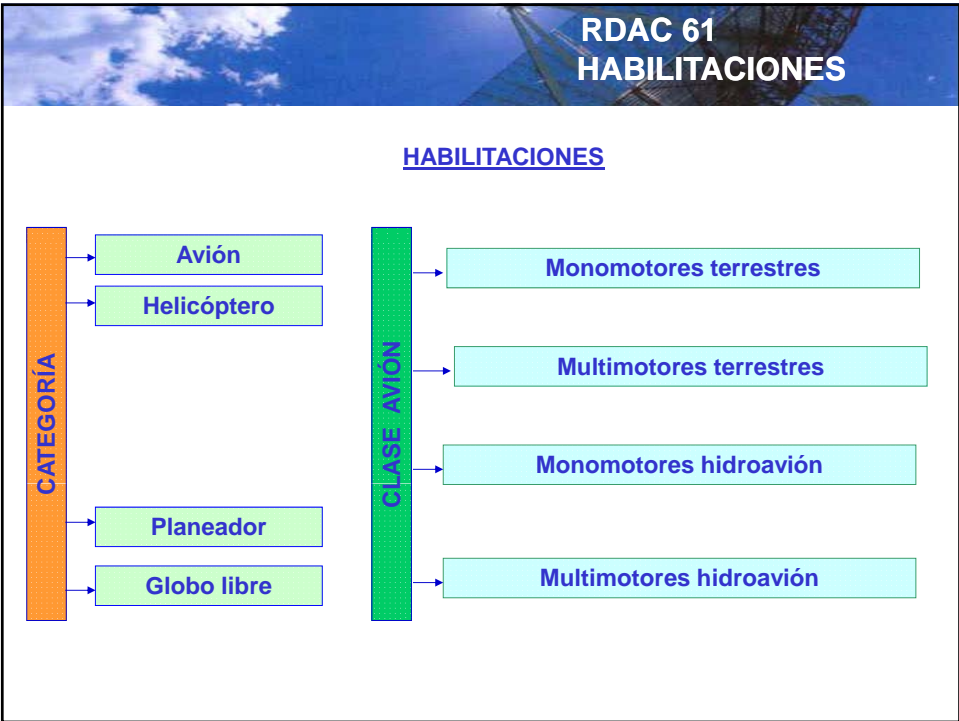 RDAC 61
HABILITACIONES
HABILITACIONES
CATEGORÍA
Avión
Helicóptero
Planeador
Globo libre
CLASE AVIÓN
Monomotores terrestres
Multimotores terrestres
Monomotores hidroavión
Multimotores hidroavión